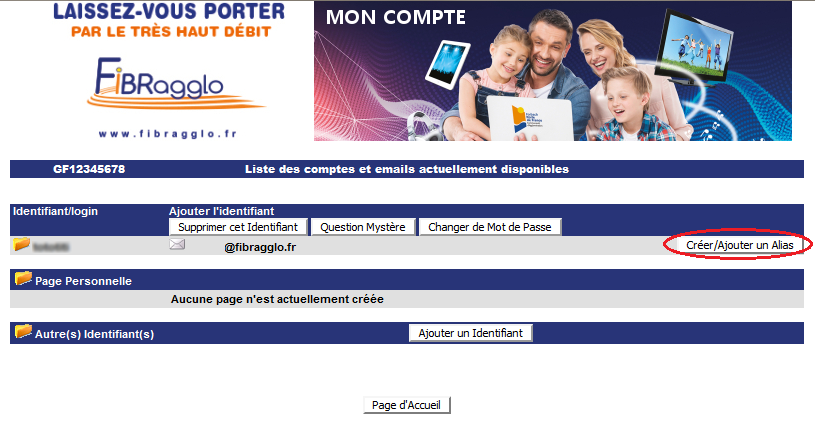 LAISSEZ-VOUS PORTER
PAR LE TRÈS HAUT DÉBIT
FiBRagglo
www.fibragglo.fr
MON COMPTE
GF12345678 Liste des comptes et emails actuellement disponibles
Identifiant/login Ajouter l'identifiant
Supprimer cet Identifiant Question Mystère Changer de Mot de Passe
@fibragglo.fr Créer/Ajouter un Alias
Page Personnelle
Aucune page n'est actuellement créée
Autre(s) Identifiant(s) Ajouter un Identifiant
Page d'Accueil